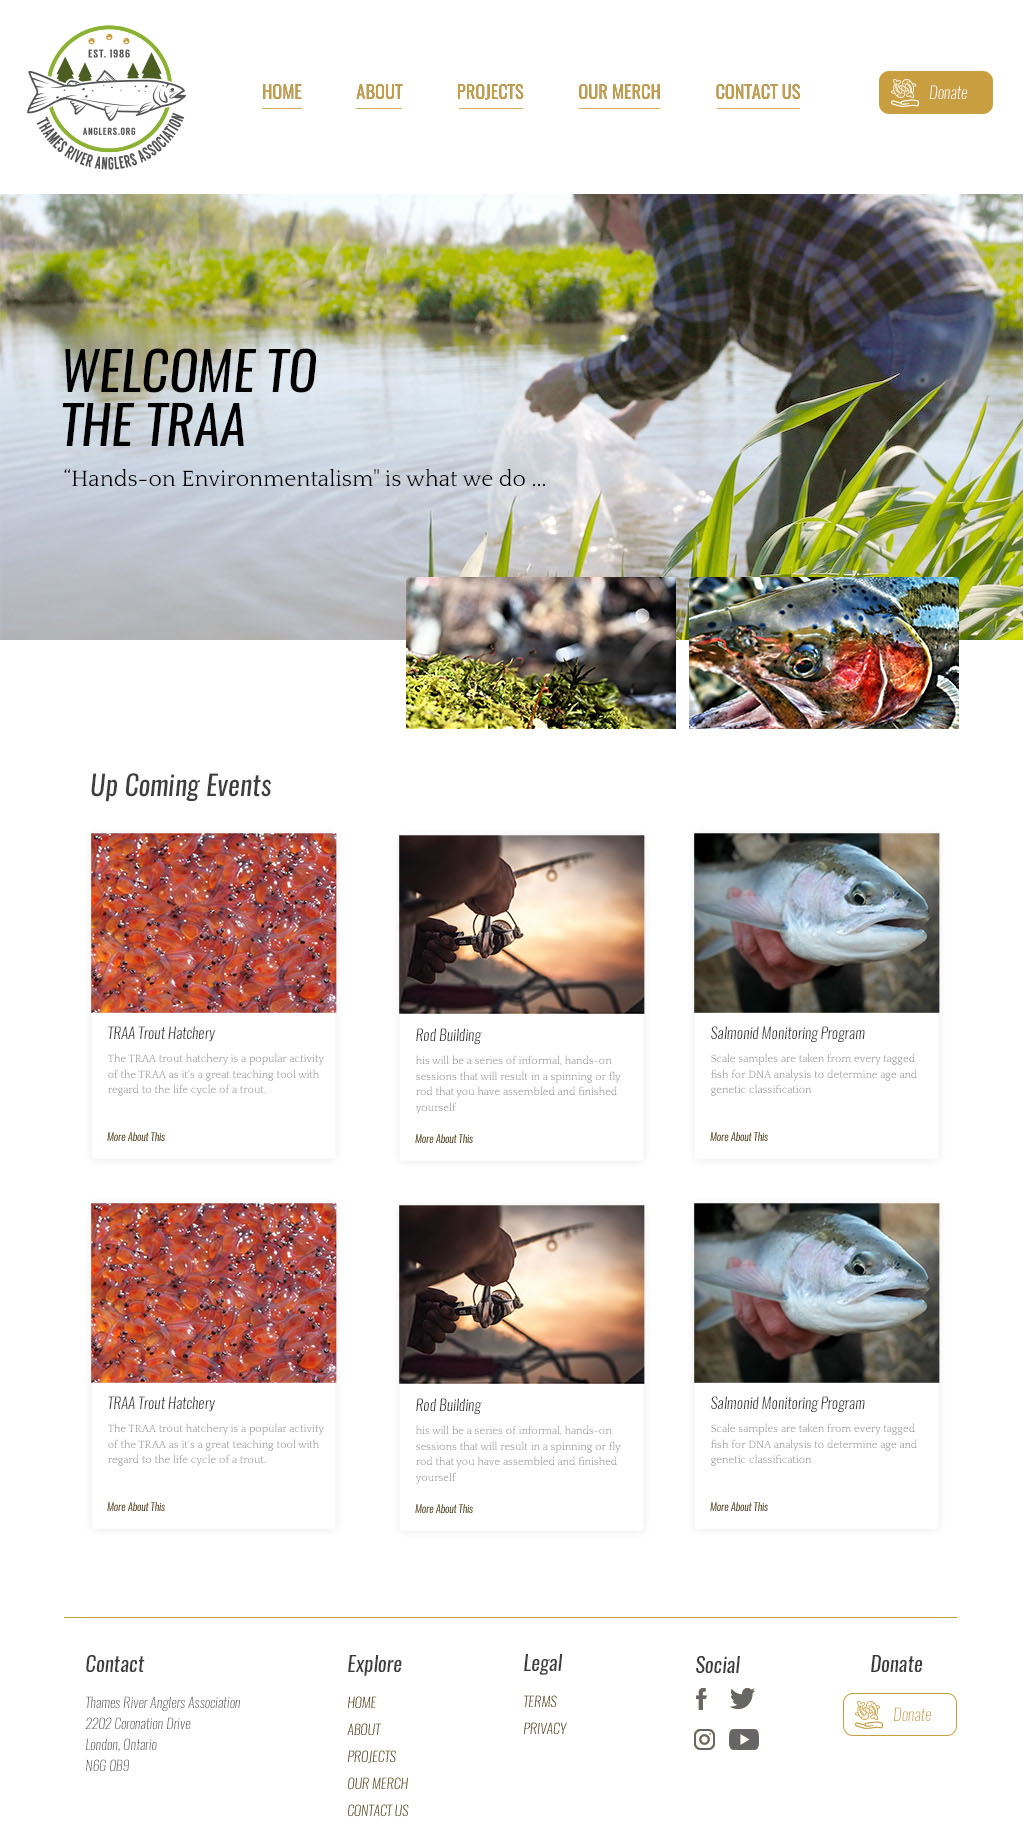 EST. 1986
ANGLERS.ORG
THAMES RIVER ANGLERS ASSOCIATION
HOME ABOUT PROJECTS OUR MERCH CONTACT US Donate
WELCOME TO
THE TRAA
“Hands-on Environmentalism" is what we do ...
Up Coming Events
TRAA Trout Hatchery
The TRAA trout hatchery is a popular activity
of the TRAA as it's a great teaching tool with
regard to the life cycle of a trout.
More About This
Rod Building
his will be a series of informal, hands-on
sessions that will result in a spinning or fly
rod that you have assembled and finished
yourself
More About This
Salmonid Monitoring Program
Scale samples are taken from every tagged
fish for DNA analysis to determine age and
genetic classification
More About This
TRAA Trout Hatchery
The TRAA trout hatchery is a popular activity
of the TRAA as it's a great teaching tool with
regard to the life cycle of a trout.
More About This
Rod Building
his will be a series of informal, hands-on
sessions that will result in a spinning or fly
rod that you have assembled and finished
yourself
More About This
Salmonid Monitoring Program
Scale samples are taken from every tagged
fish for DNA analysis to determine age and
genetic classification
More About This
Contact
Thames River Anglers Association
2202 Coronation Drive
London, Ontario
N6G 0B9
Explore
HOME
ABOUT
PROJECTS
OUR MERCH
CONTACT US
Legal
TERMS
PRIVACY
Social
Donate
Donate